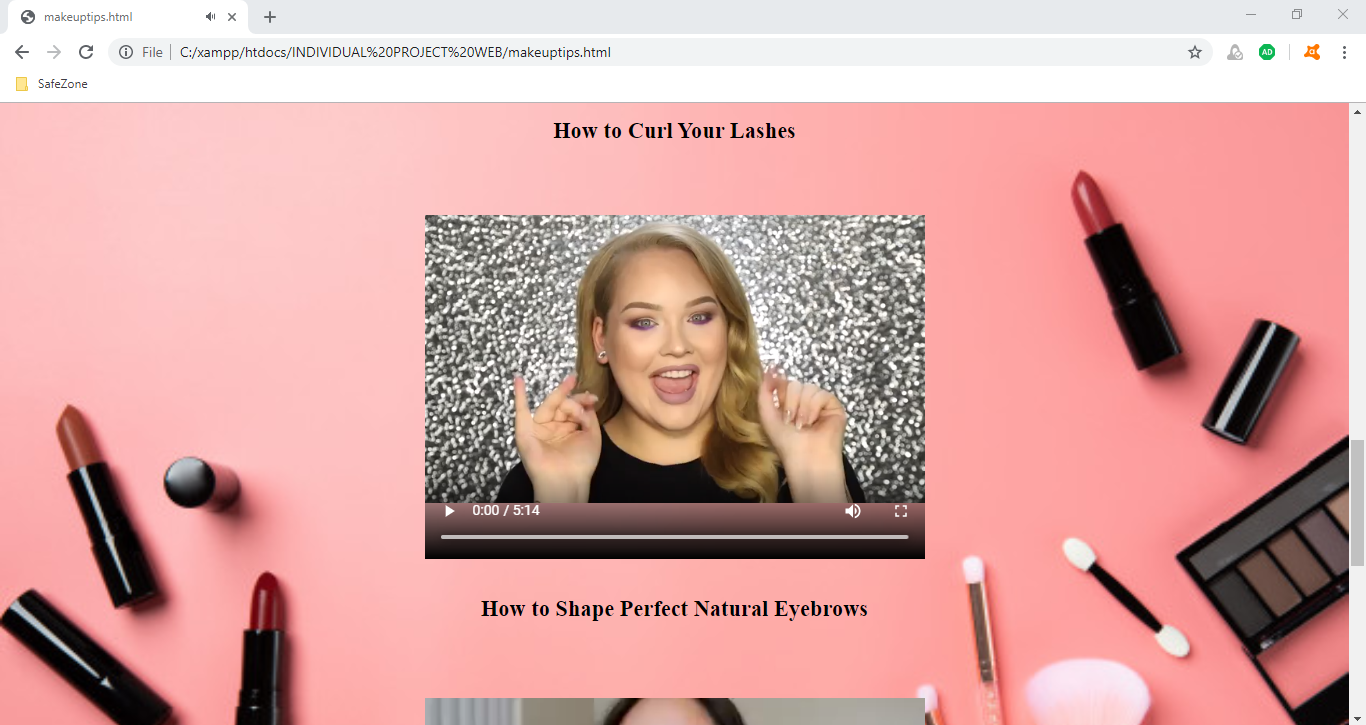 makeuptips.html
File
C:/xampp/htdocs/INDIVIDUAL%20PROJECT%20WEB/makeuptips.html
AD
SafeZone
How to Curl Your Lashes
0:00 / 5:14
How to Shape Perfect Natural Eyebrows